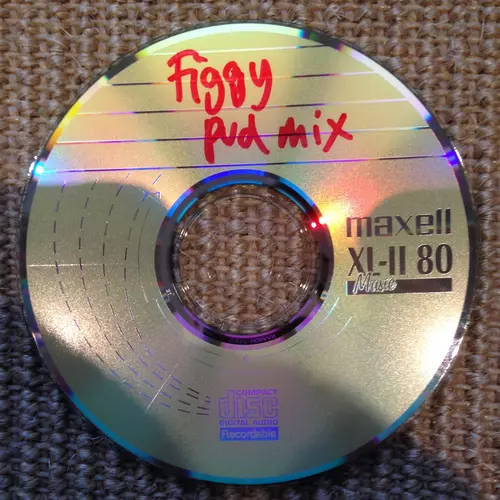 Figgy
pud mix
maxell
XL-II 80
Music
COMPACT
disc
DIGITAL AUDIO
Recordable